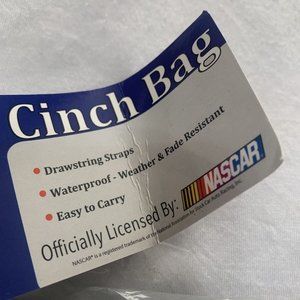 Cinch Bag
• Drawstring Straps
• Waterproof - Weather & Fade Resistant
• Easy to Carry
Officially Licensed By: NASCAR
NASCAR® is a registered trademark of the National Association for Stock Car Auto Racing, Inc.